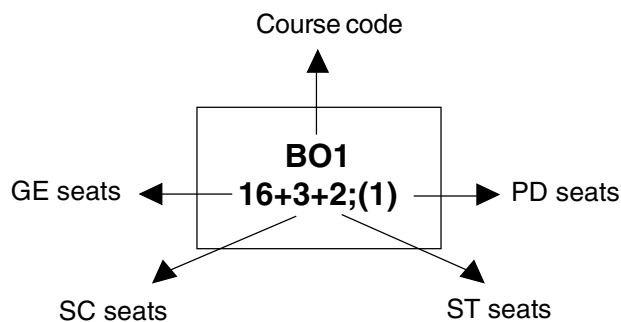 Course code
BO1
GE seats
16+3+2;(1)
PD seats
SC seats
ST seats